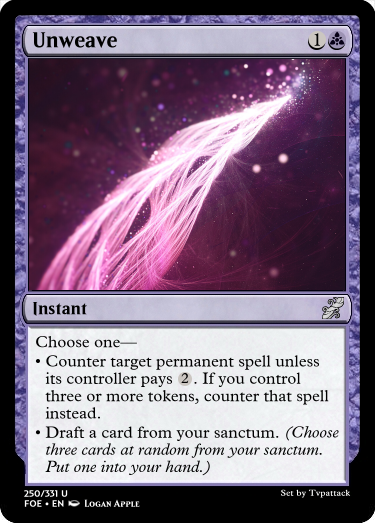 Unweave 1
Instant
Choose one—
• Counter target permanent spell unless
its controller pays 2. If you control
three or more tokens, counter that spell
instead.
• Draft a card from your sanctum. (Choose
three cards at random from your sanctum.
Put one into your hand.)
250/331 U
Set by Tvpattack
FOE • EN Logan Apple